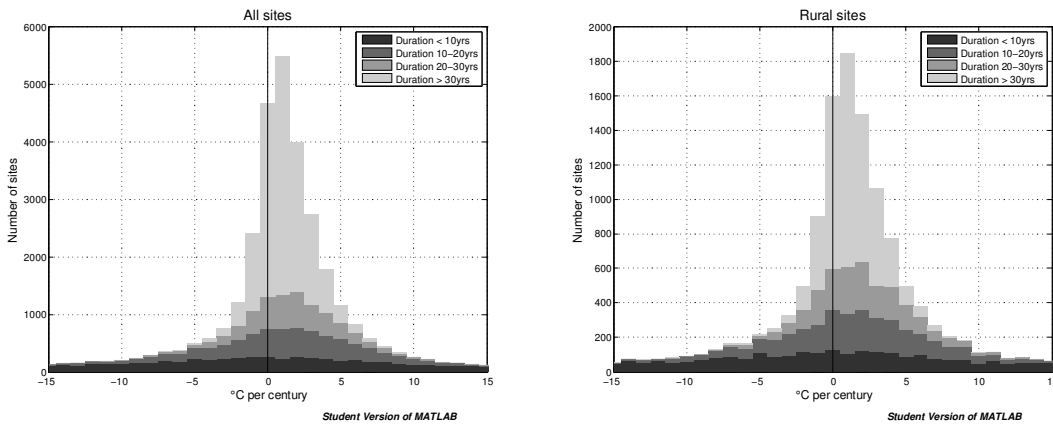 All sites
6000
5000
4000
3000
2000
1000
0
Number of sites
Duration < 10yrs
Duration 10−20yrs
Duration 20−30yrs
Duration > 30yrs
−15 −10 −5 0 5 10 15
°C per century
Student Version of MATLAB
Rural sites
2000
1800
1600
1400
1200
1000
800
600
400
200
0
Number of sites
Duration < 10yrs
Duration 10−20yrs
Duration 20−30yrs
Duration > 30yrs
−15 −10 −5 0 5 10 15
°C per century
Student Version of MATLAB